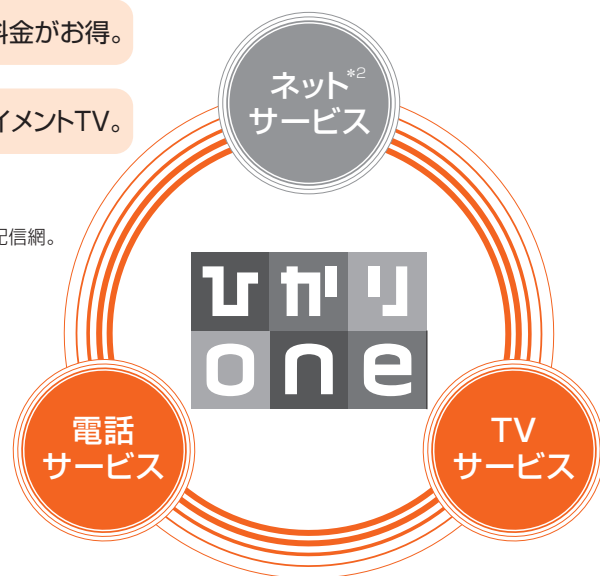 料金がお得。
イメントTV。
配信網。
ネット*2
サービス
ひかり
one
電話
サービス
TV
サービス